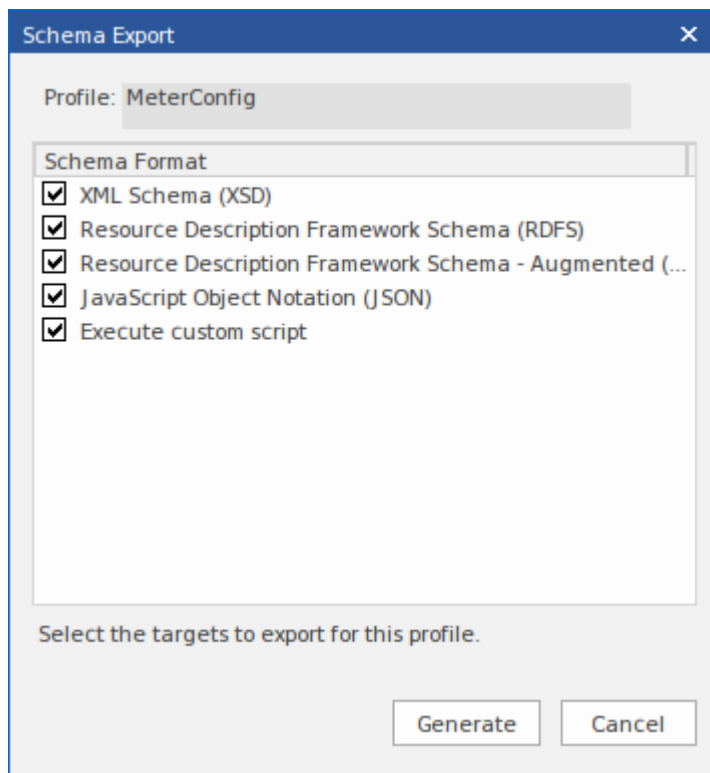 Schema Export
Profile: MeterConfig
Schema Format
XML Schema (XSD)
Resource Description Framework Schema (RDFS)
Resource Description Framework Schema - Augmented (...
JavaScript Object Notation (JSON)
Execute custom script
Select the targets to export for this profile.
Generate Cancel